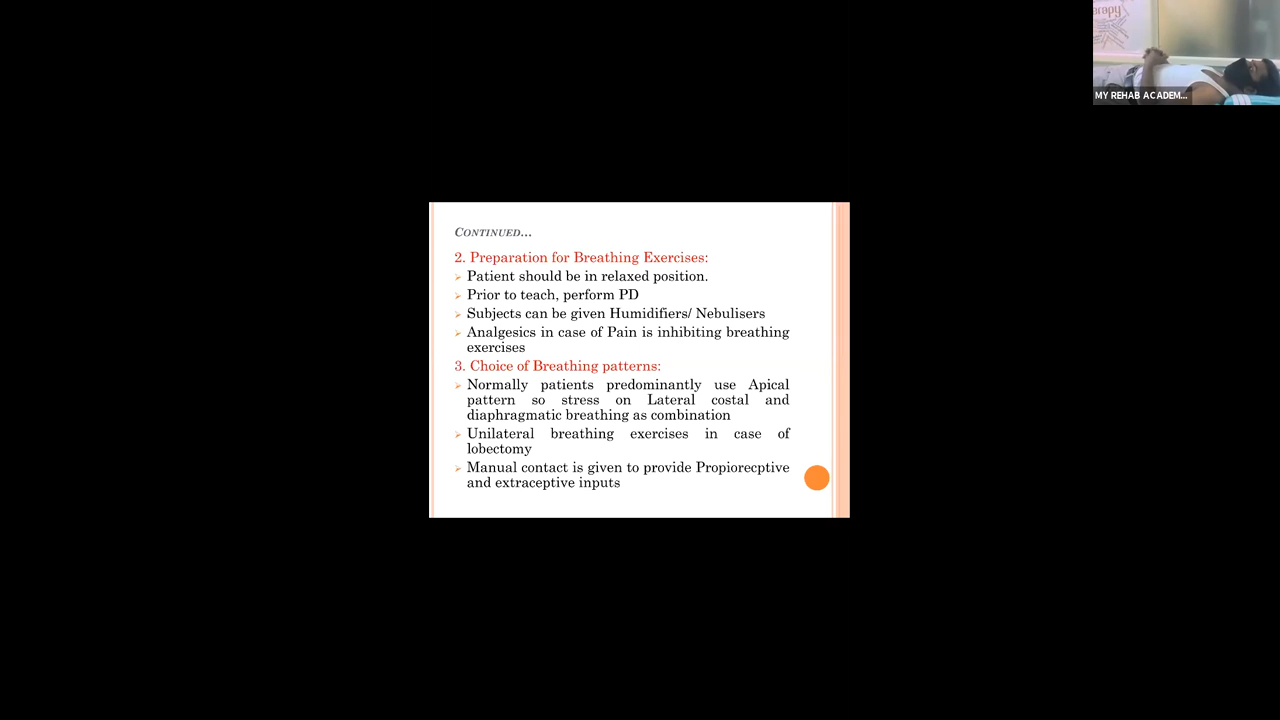 CONTINUED...
2. Preparation for Breathing Exercises:
Patient should be in relaxed position.
Prior to teach, perform PD
Subjects can be given Humidifiers/ Nebulisers
Analgesics in case of Pain is inhibiting breathing
exercises
3. Choice of Breathing patterns:
Normally patients predominantly use Apical
pattern so stress on Lateral costal and
diaphragmatic breathing as combination
Unilateral breathing exercises in case of
lobectomy
Manual contact is given to provide Propiorecptive
and extraceptive inputs
MY REHAB ACADEM...